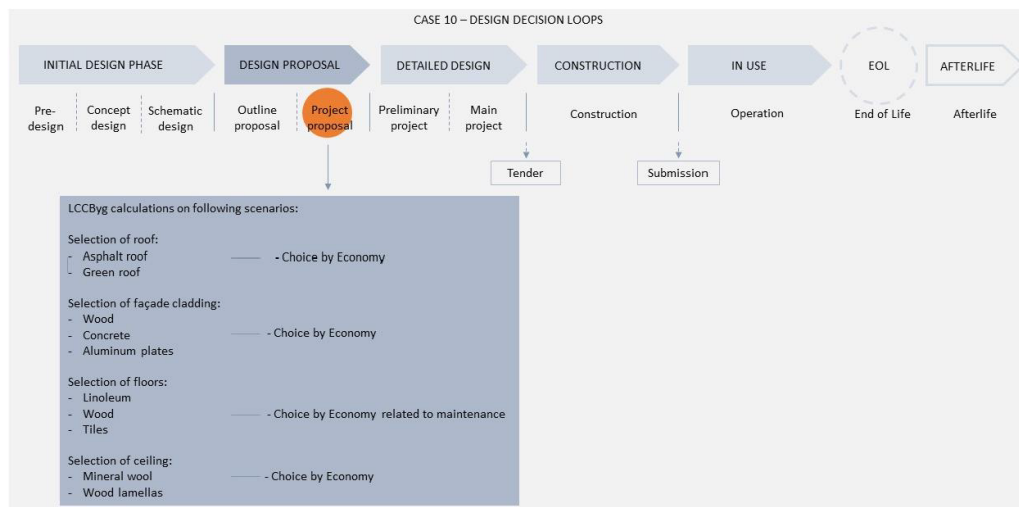 CASE 10 – DESIGN DECISION LOOPS
INITIAL DESIGN PHASE
DESIGN PROPOSAL
DETAILED DESIGN
CONSTRUCTION
IN USE
EOL
AFTERLIFE
Pre-
design
Concept
design
Schematic
design
Outline
proposal
Project
proposal
Preliminary
project
Main
project
Construction
Operation
End of Life
Afterlife
Tender
Submission
LCCByg calculations on following scenarios:
Selection of roof:
- Asphalt roof
- Green roof
- Choice by Economy
Selection of façade cladding:
- Wood
- Concrete
- Aluminum plates
- Choice by Economy
Selection of floors:
- Linoleum
- Wood
- Tiles
- Choice by Economy related to maintenance
Selection of ceiling:
- Mineral wool
- Wood lamellas
- Choice by Economy